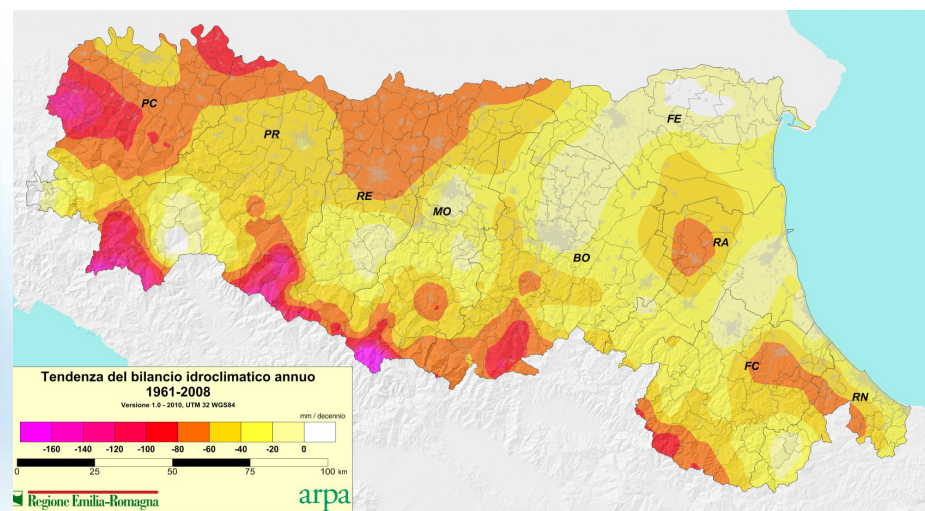 PC
PR
FE
RE
MO
RA
BO
FC
RN
Tendenza del bilancio idroclimatico annuo
1961-2008
Versione 1.0 - 2010, UTM 32 WGS84
mm / decennio
-160 -140 -120 -100 -80 -60 -40 -20 0
0 25 50 75 100 km
Regione Emilia-Romagna
arpa